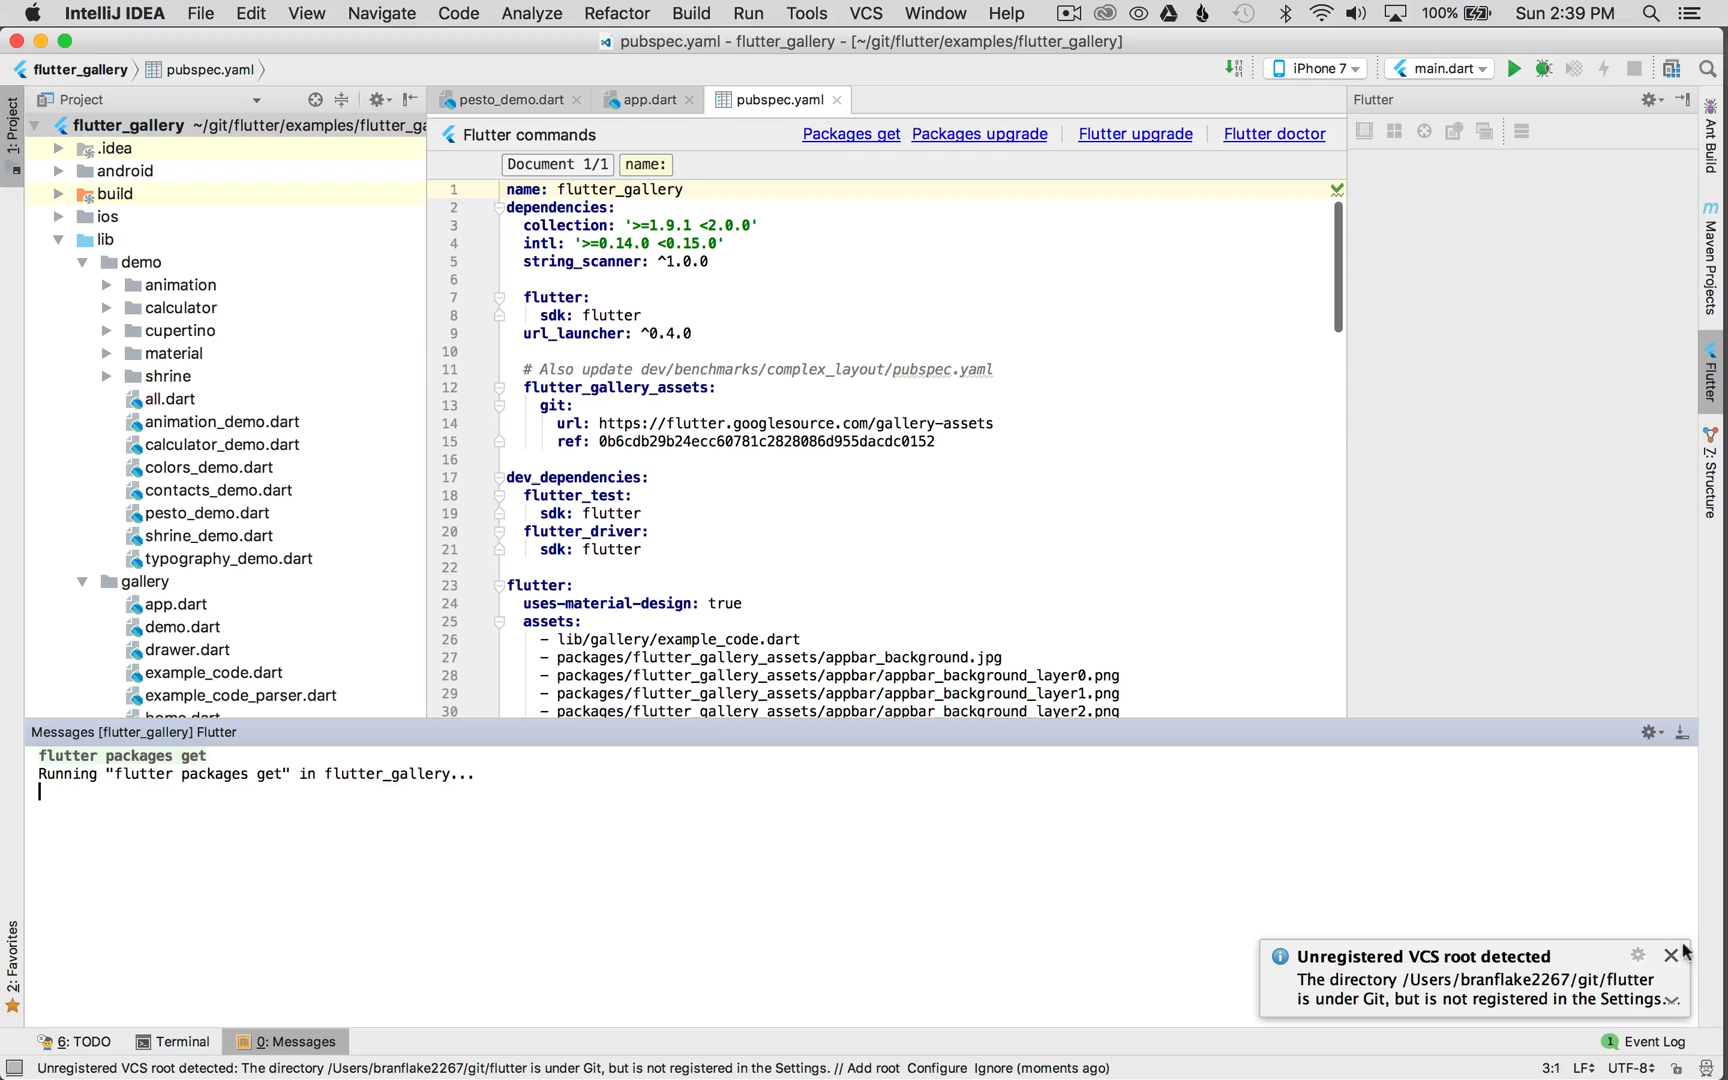 IntelliJ IDEA File Edit View Navigate Code Analyze Refactor Build Run Tools VCS Window Help 100% Sun 2:39 PM
pubspec.yaml - flutter_gallery - [~/git/flutter/examples/flutter_gallery]
flutter_gallery pubspec.yaml iPhone 7 main.dart
Project pesto_demo.dart app.dart pubspec.yaml Flutter
flutter_gallery ~/git/flutter/examples/flutter_ga
Flutter commands Packages get Packages upgrade Flutter upgrade Flutter doctor
Document 1/1 name:
.idea
android
build
ios
lib
demo
animation
calculator
cupertino
material
shrine
all.dart
animation_demo.dart
calculator_demo.dart
colors_demo.dart
contacts_demo.dart
pesto_demo.dart
shrine_demo.dart
typography_demo.dart
gallery
app.dart
demo.dart
drawer.dart
example_code.dart
example_code_parser.dart
home.dart
1 name: flutter_gallery
2 dependencies:
3 collection: '>=1.9.1 <2.0.0'
4 intl: '>=0.14.0 <0.15.0'
5 string_scanner: ^1.0.0
6
7 flutter:
8 sdk: flutter
9 url_launcher: ^0.4.0
10
11 # Also update dev/benchmarks/complex_layout/pubspec.yaml
12 flutter_gallery_assets:
13 git:
14 url: https://flutter.googlesource.com/gallery-assets
15 ref: 0b6cdb29b24ecc60781c2828086d955dacdc0152
16
17 dev_dependencies:
18 flutter_test:
19 sdk: flutter
20 flutter_driver:
21 sdk: flutter
22
23 flutter:
24 uses-material-design: true
25 assets:
26 - lib/gallery/example_code.dart
27 - packages/flutter_gallery_assets/appbar_background.jpg
28 - packages/flutter_gallery_assets/appbar/appbar_background_layer0.png
29 - packages/flutter_gallery_assets/appbar/appbar_background_layer1.png
30 - packages/flutter_gallery_assets/appbar/appbar_background_layer2.png
1: Project
2: Favorites
Ant Build
m Maven Projects
Flutter
Z: Structure
Messages [flutter_gallery] Flutter
flutter packages get
Running "flutter packages get" in flutter_gallery...
Unregistered VCS root detected
The directory /Users/branflake2267/git/flutter
is under Git, but is not registered in the Settings...
6: TODO Terminal 0: Messages 1 Event Log
Unregistered VCS root detected: The directory /Users/branflake2267/git/flutter is under Git, but is not registered in the Settings. // Add root Configure Ignore (moments ago) 3:1 LF UTF-8